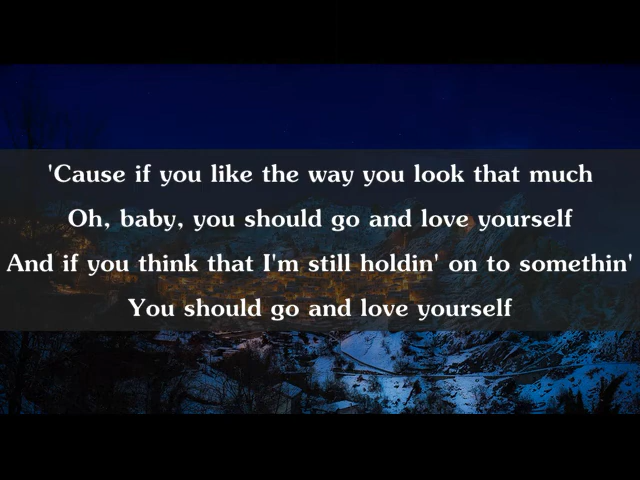 'Cause if you like the way you look that much
Oh, baby, you should go and love yourself
And if you think that I'm still holdin' on to somethin'
You should go and love yourself